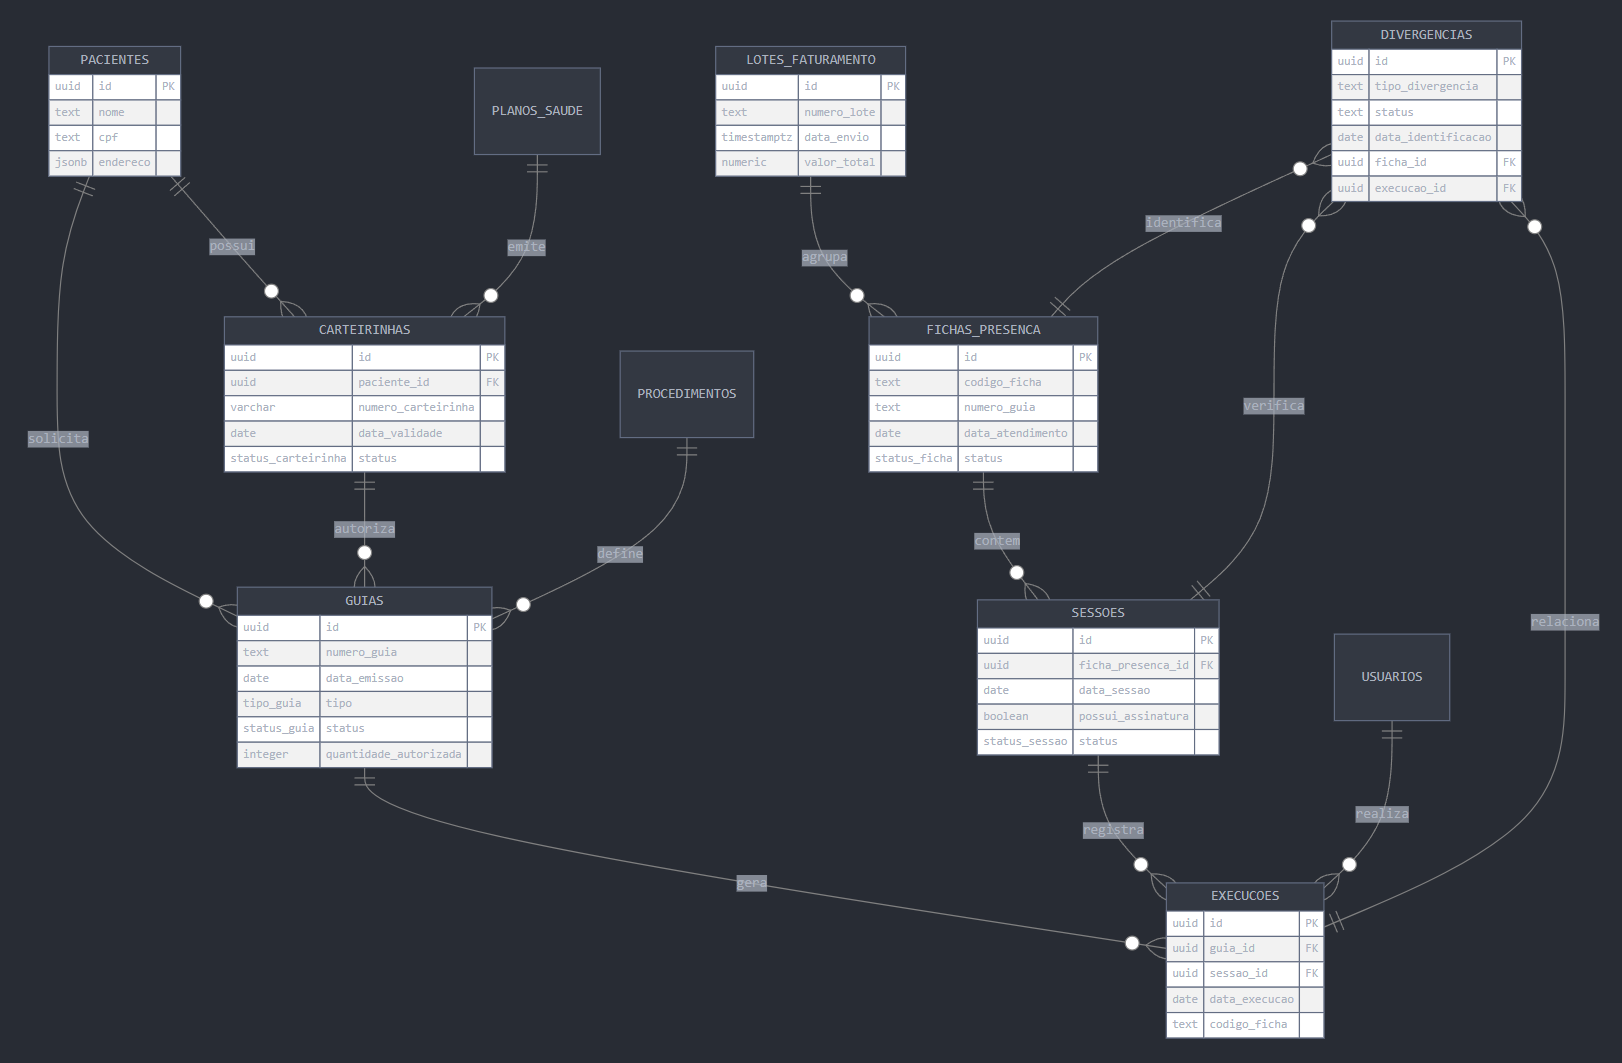 PACIENTES
uuid id PK
text nome
text cpf
jsonb endereco
PLANOS_SAUDE
LOTES_FATURAMENTO
uuid id PK
text numero_lote
timestamptz data_envio
numeric valor_total
DIVERGENCIAS
uuid id PK
text tipo_divergencia
text status
date data_identificacao
uuid ficha_id FK
uuid execucao_id FK
possui
emite
agrupa
identifica
CARTEIRINHAS
uuid id PK
uuid paciente_id FK
varchar numero_carteirinha
date data_validade
status_carteirinha status
PROCEDIMENTOS
FICHAS_PRESENCA
uuid id PK
text codigo_ficha
text numero_guia
date data_atendimento
status_ficha status
verifica
solicita
autoriza
define
contem
GUIAS
uuid id PK
text numero_guia
date data_emissao
tipo_guia tipo
status_guia status
integer quantidade_autorizada
SESSOES
uuid id PK
uuid ficha_presenca_id FK
date data_sessao
boolean possui_assinatura
status_sessao status
USUARIOS
relaciona
registra
realiza
gera
EXECUCOES
uuid id PK
uuid guia_id FK
uuid sessao_id FK
date data_execucao
text codigo_ficha